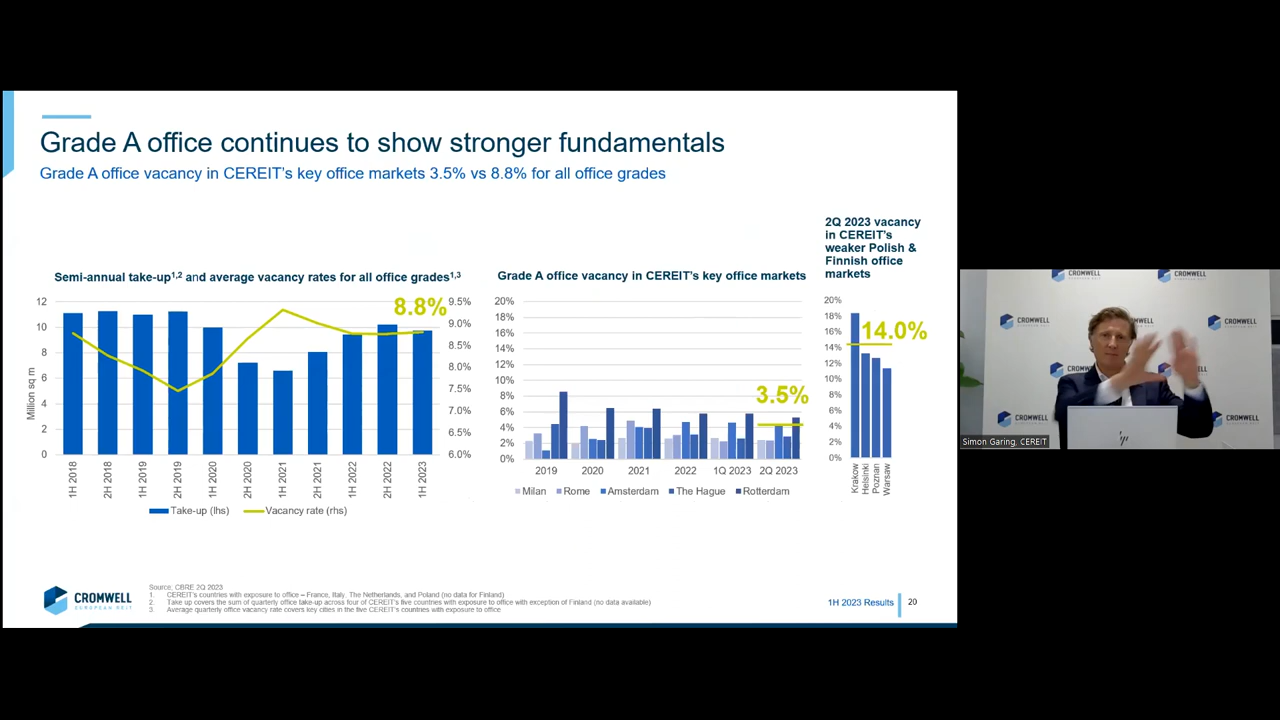 Grade A office continues to show stronger fundamentals
Grade A office vacancy in CEREIT's key office markets 3.5% vs 8.8% for all office grades
Semi-annual take-up1,2 and average vacancy rates for all office grades1,3
8.8%
Million sq m
12
10
8
6
4
2
0
9.5%
9.0%
8.5%
8.0%
7.5%
7.0%
6.5%
6.0%
1H 2018
2H 2018
1H 2019
2H 2019
1H 2020
2H 2020
1H 2021
2H 2021
1H 2022
2H 2022
1H 2023
Take-up (lhs)
Vacancy rate (rhs)
Grade A office vacancy in CEREIT's key office markets
20%
18%
16%
14%
12%
10%
8%
6%
4%
2%
0%
3.5%
2019
2020
2021
2022
1Q 2023
2Q 2023
Milan
Rome
Amsterdam
The Hague
Rotterdam
2Q 2023 vacancy
in CEREIT's
weaker Polish &
Finnish office
markets
20%
18%
16%
14%
12%
10%
8%
6%
4%
2%
0%
14.0%
Krakow
Helsinki
Poznan
Warsaw
CROMWELL
EUROPEAN REIT
Source: CBRE 2Q 2023
1. CEREIT's countries with exposure to office – France, Italy, The Netherlands, and Poland (no data for Finland)
2. Take up covers the sum of quarterly office take-up across four of CEREIT's five countries with exposure to office with exception of Finland (no data available)
3. Average quarterly office vacancy rate covers key cities in the five CEREIT's countries with exposure to office
1H 2023 Results
20
CROMWELL
CROMWELL
CROMWELL
CROMWELL
CROMWELL
CROMWELL
CROMWELL
CROMWELL
hp
Simon Garing, CEREIT